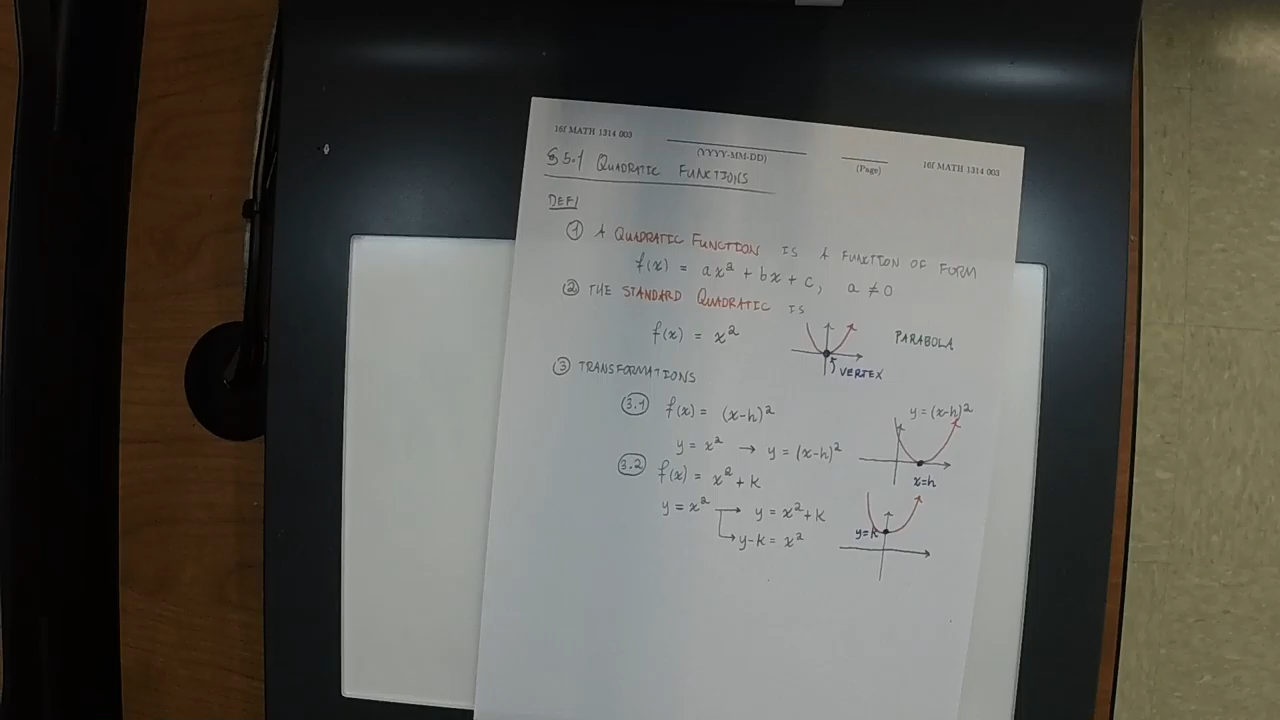 16f MATH 1314 003
(YYYY-MM-DD)
(Page)
16f MATH 1314 003
§5.1 QUADRATIC FUNCTIONS
DEF/
① A QUADRATIC FUNCTION IS A FUNCTION OF FORM
f(x) = ax² + bx + c, a ≠ 0
② THE STANDARD QUADRATIC IS
f(x) = x²
PARABOLA
VERTEX
③ TRANSFORMATIONS
3.1 f(x) = (x-h)²
y = (x-h)²
y = x² → y = (x-h)²
x=h
3.2 f(x) = x² + k
y = x² → y = x²+k
y=k
↳ y-k = x²